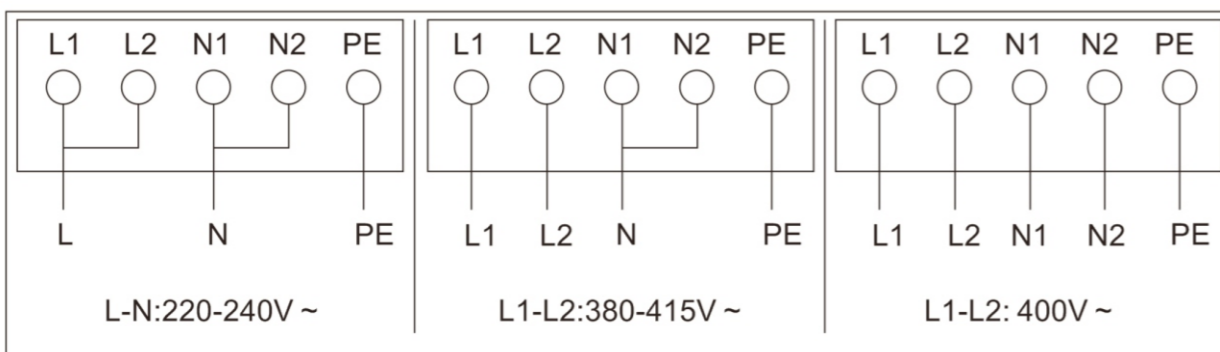 L1 L2 N1 N2 PE
L N PE
L-N:220-240V ~
L1 L2 N1 N2 PE
L1 L2 N PE
L1-L2:380-415V ~
L1 L2 N1 N2 PE
L1 L2 N1 N2 PE
L1-L2: 400V ~